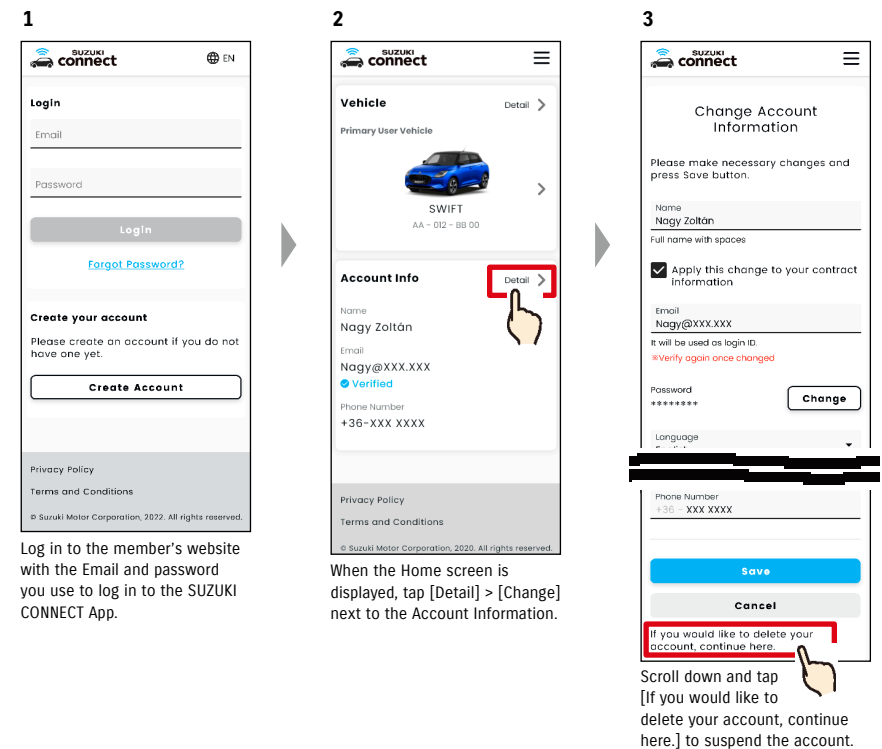 1
SUZUKI
connect
EN
Login
Email
Password
Login
Forgot Password?
Create your account
Please create an account if you do not
have one yet.
Create Account
Privacy Policy
Terms and Conditions
© Suzuki Motor Corporation, 2022. All rights reserved.
Log in to the member's website
with the Email and password
you use to log in to the SUZUKI
CONNECT App.
2
SUZUKI
connect
Vehicle
Detail
Primary User Vehicle
SWIFT
AA - 012 - BB 00
Account Info
Detail
Name
Nagy Zoltán
Email
Nagy@XXX.XXX
Verified
Phone Number
+36-XXX XXXX
Privacy Policy
Terms and Conditions
© Suzuki Motor Corporation, 2020. All rights reserved.
When the Home screen is
displayed, tap [Detail] > [Change]
next to the Account Information.
3
SUZUKI
connect
Change Account
Information
Please make necessary changes and
press Save button.
Name
Nagy Zoltán
Full name with spaces
Apply this change to your contract
information
Email
Nagy@XXX.XXX
It will be used as login ID.
※Verify again once changed
Password
********
Change
Language
Phone Number
+36 - XXX XXXX
Save
Cancel
If you would like to delete your
account, continue here.
Scroll down and tap
[If you would like to
delete your account, continue
here.] to suspend the account.